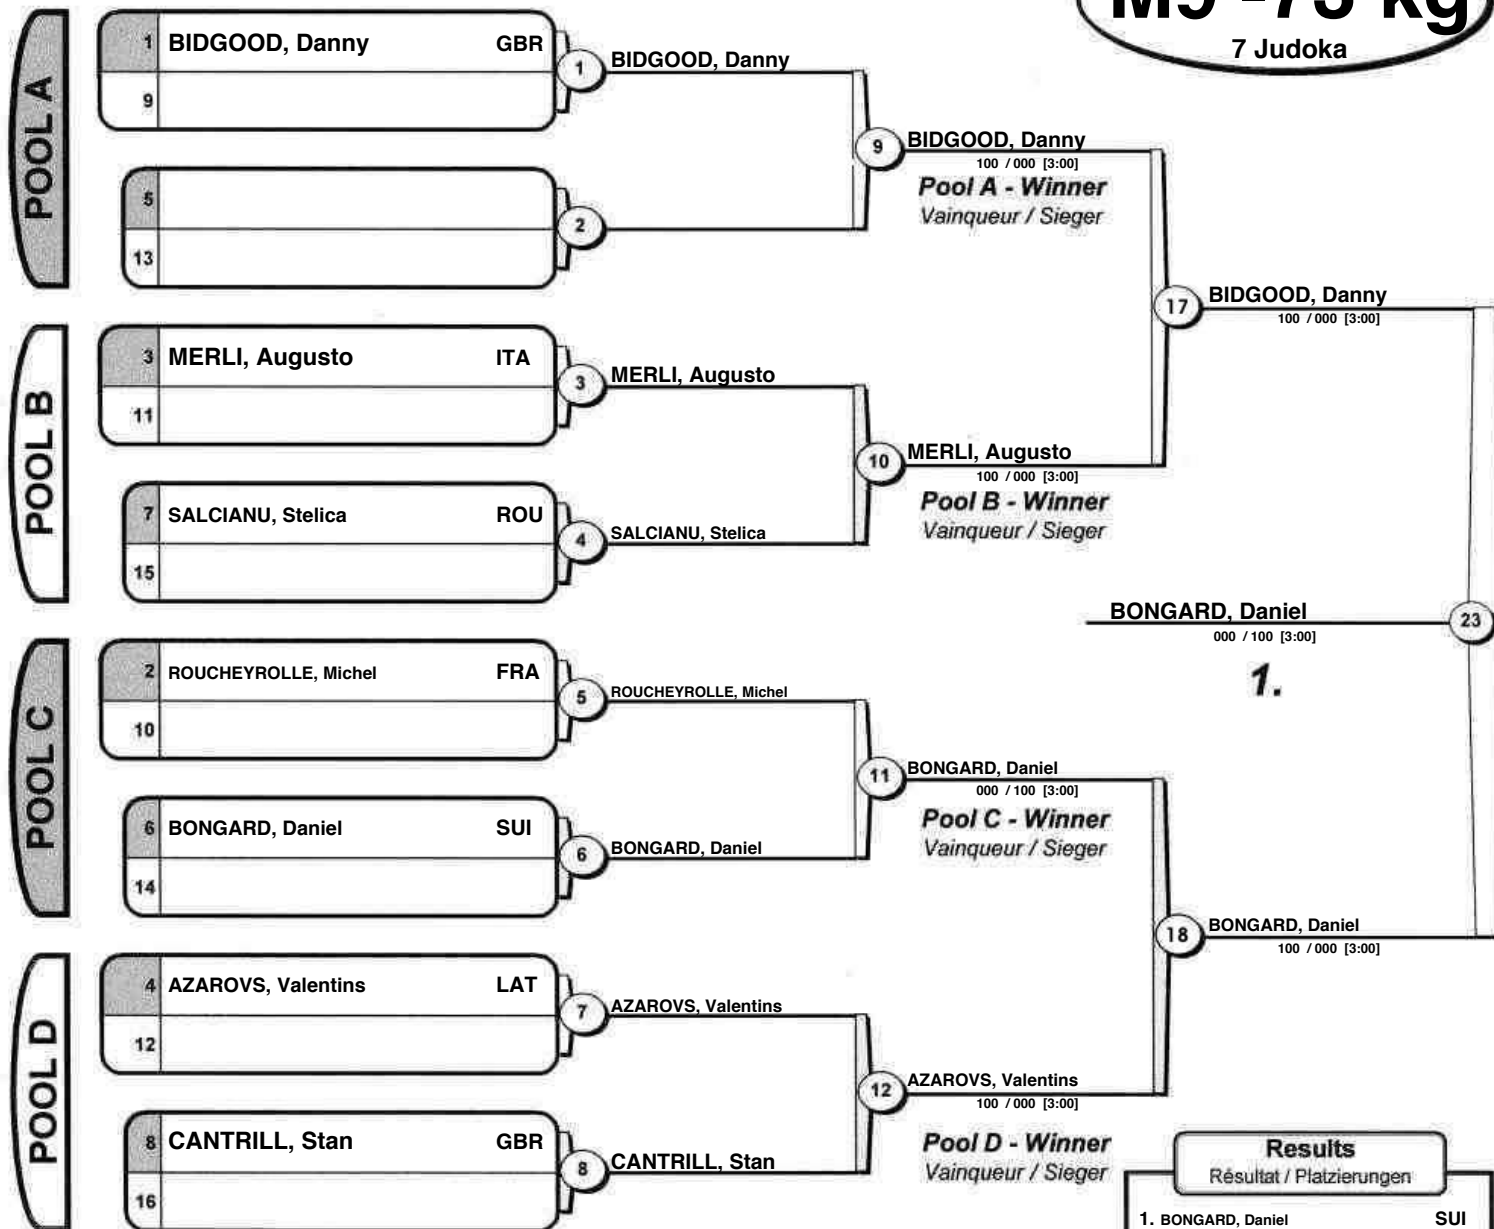 M9 -73 kg
7 Judoka
POOL A
1 BIDGOOD, Danny GBR
9
5
13
1 BIDGOOD, Danny
2
9 BIDGOOD, Danny
100 / 000 [3:00]
Pool A - Winner
Vainqueur / Sieger
POOL B
3 MERLI, Augusto ITA
11
7 SALCIANU, Stelica ROU
15
3 MERLI, Augusto
4 SALCIANU, Stelica
10 MERLI, Augusto
100 / 000 [3:00]
Pool B - Winner
Vainqueur / Sieger
17 BIDGOOD, Danny
100 / 000 [3:00]
BONGARD, Daniel 23
000 / 100 [3:00]
1.
POOL C
2 ROUCHEYROLLE, Michel FRA
10
6 BONGARD, Daniel SUI
14
5 ROUCHEYROLLE, Michel
6 BONGARD, Daniel
11 BONGARD, Daniel
000 / 100 [3:00]
Pool C - Winner
Vainqueur / Sieger
18 BONGARD, Daniel
100 / 000 [3:00]
POOL D
4 AZAROVS, Valentins LAT
12
8 CANTRILL, Stan GBR
16
7 AZAROVS, Valentins
8 CANTRILL, Stan
12 AZAROVS, Valentins
100 / 000 [3:00]
Pool D - Winner
Vainqueur / Sieger
Results
Résultat / Platzierungen
1. BONGARD, Daniel SUI